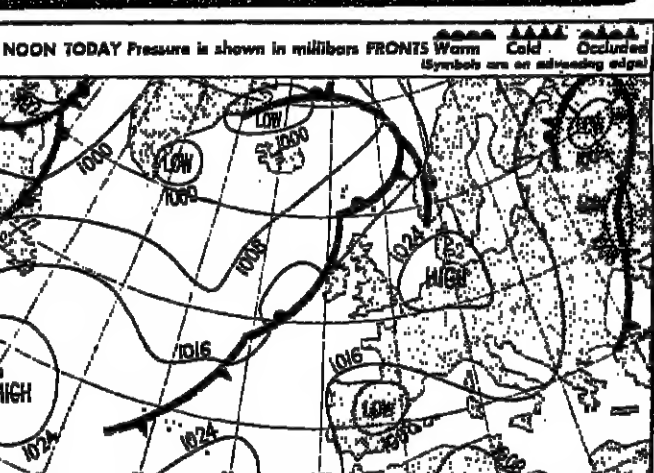 NOON TODAY Pressure is shown in millibars FRONTS Warm Cold Occluded
(Symbols are on advancing edge)
LOW
1000
1000
LOW
1000
1008
1024
HIGH
1016
1016
HIGH
LOW
1024
1024
1008